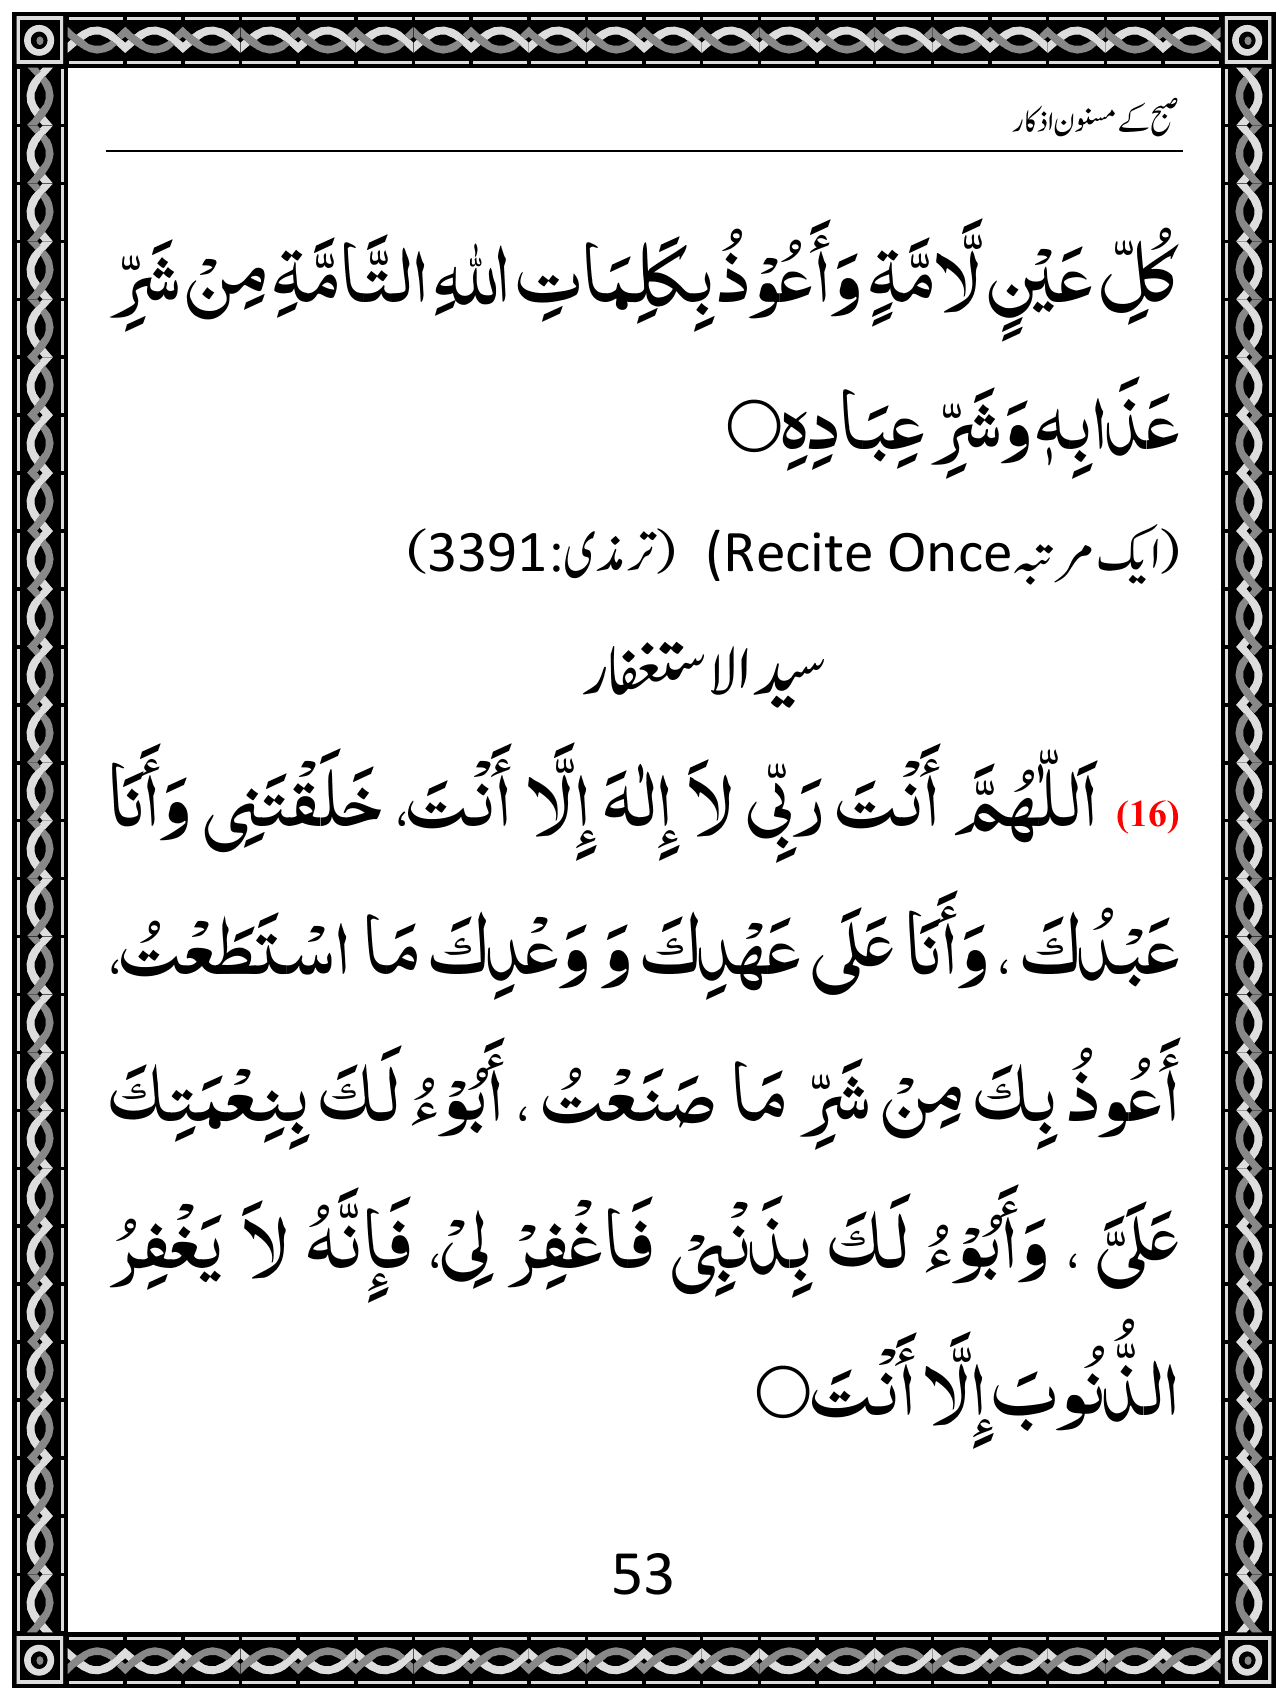 صبح کے مسنون اذکار
كُلِّ عَيْنٍ لَّامَّةٍ وَأَعُوْذُ بِكَلِمَاتِ اللهِ التَّامَّةِ مِنْ شَرِّ
عَذَابِهٖ وَشَرِّ عِبَادِهِ○
(ایک مرتبہ Recite Once) (ترمذی:3391)
سید الاستغفار
(16) اَللّٰهُمَّ أَنْتَ رَبِّي لاَ إِلٰهَ إِلَّا أَنْتَ، خَلَقْتَنِي وَأَنَا
عَبْدُكَ ، وَأَنَا عَلَى عَهْدِكَ وَ وَعْدِكَ مَا اسْتَطَعْتُ،
أَعُوذُ بِكَ مِنْ شَرِّ مَا صَنَعْتُ ، أَبُوْءُ لَكَ بِنِعْمَتِكَ
عَلَيَّ ، وَأَبُوْءُ لَكَ بِذَنْبِيْ فَاغْفِرْ لِيْ، فَإِنَّهُ لاَ يَغْفِرُ
الذُّنُوبَ إِلَّا أَنْتَ○
53